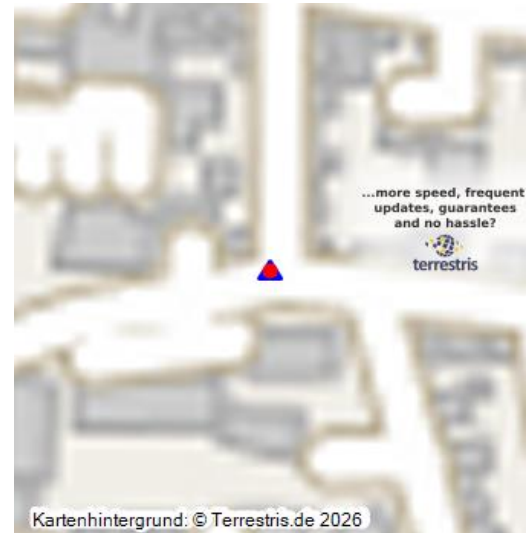 ...more speed, frequent
updates, guarantees
and no hassle?
terrestris
Kartenhintergrund: © Terrestris.de 2026